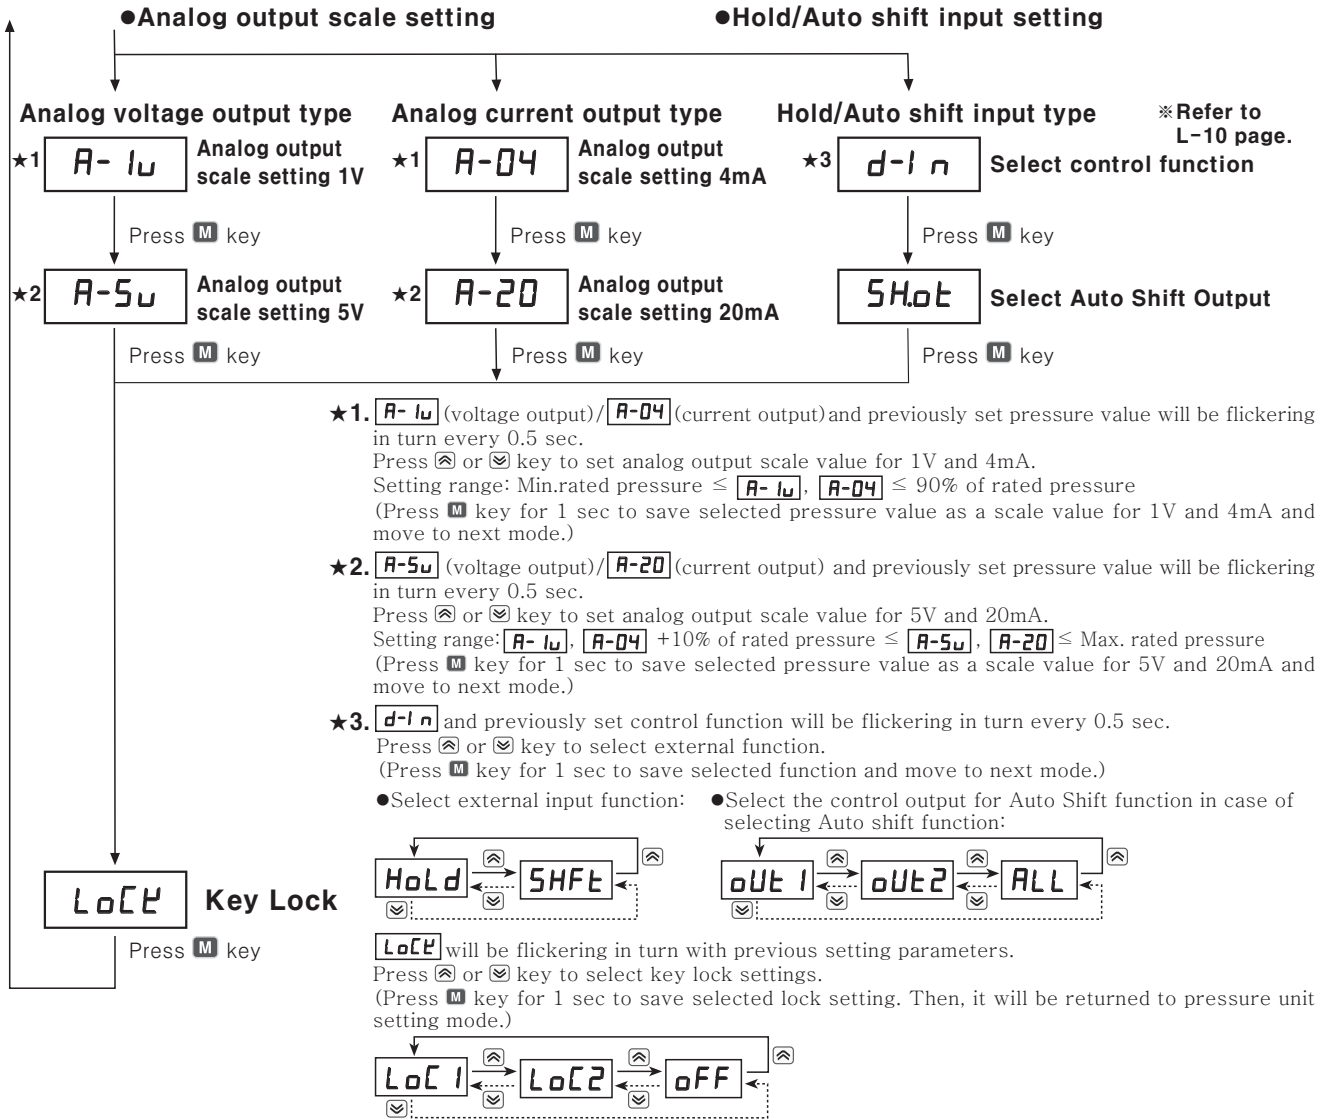 ●Analog output scale setting
●Hold/Auto shift input setting
Analog voltage output type
Analog current output type
Hold/Auto shift input type
※Refer to
L-10 page.
★1 A-1v Analog output
scale setting 1V
★1 A-04 Analog output
scale setting 4mA
★3 d-In Select control function
Press M key
Press M key
Press M key
★2 A-5v Analog output
scale setting 5V
★2 A-20 Analog output
scale setting 20mA
SH.ot Select Auto Shift Output
Press M key
Press M key
Press M key
★1. A-1v (voltage output)/ A-04 (current output)and previously set pressure value will be flickering
in turn every 0.5 sec.
Press or key to set analog output scale value for 1V and 4mA.
Setting range: Min.rated pressure ≤ A-1v, A-04 ≤ 90% of rated pressure
(Press M key for 1 sec to save selected pressure value as a scale value for 1V and 4mA and
move to next mode.)
★2. A-5v (voltage output)/ A-20 (current output) and previously set pressure value will be flickering
in turn every 0.5 sec.
Press or key to set analog output scale value for 5V and 20mA.
Setting range: A-1v, A-04 +10% of rated pressure ≤ A-5v, A-20 ≤ Max. rated pressure
(Press M key for 1 sec to save selected pressure value as a scale value for 5V and 20mA and
move to next mode.)
★3. d-In and previously set control function will be flickering in turn every 0.5 sec.
Press or key to select external function.
(Press M key for 1 sec to save selected function and move to next mode.)
●Select external input function:
●Select the control output for Auto Shift function in case of
selecting Auto shift function:
HoLd SHFt
oUt1 oUt2 ALL
LoCK Key Lock
Press M key
LoCK will be flickering in turn with previous setting parameters.
Press or key to select key lock settings.
(Press M key for 1 sec to save selected lock setting. Then, it will be returned to pressure unit
setting mode.)
LoC1 LoC2 oFF